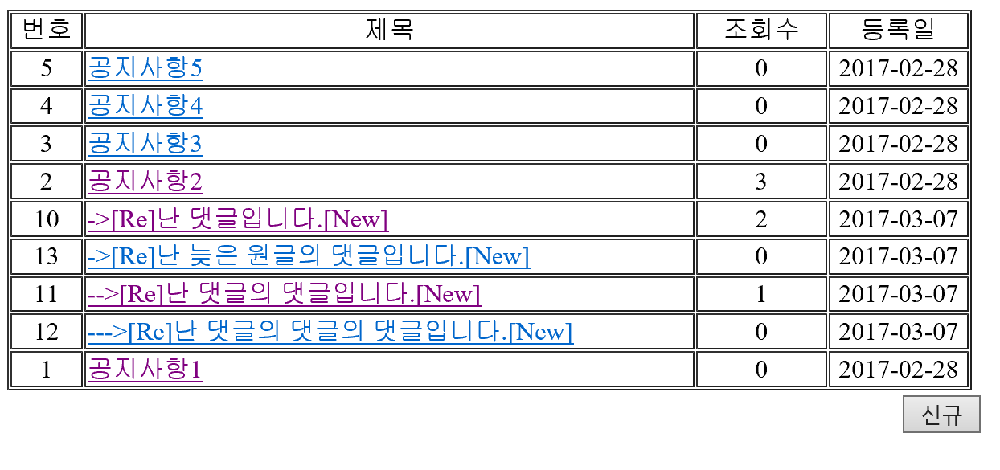 번호 제목 조회수 등록일
5 공지사항5 0 2017-02-28
4 공지사항4 0 2017-02-28
3 공지사항3 0 2017-02-28
2 공지사항2 3 2017-02-28
10 ->[Re]난 댓글입니다.[New] 2 2017-03-07
13 ->[Re]난 늦은 원글의 댓글입니다.[New] 0 2017-03-07
11 -->[Re]난 댓글의 댓글입니다.[New] 1 2017-03-07
12 --->[Re]난 댓글의 댓글의 댓글입니다.[New] 0 2017-03-07
1 공지사항1 0 2017-02-28
신규